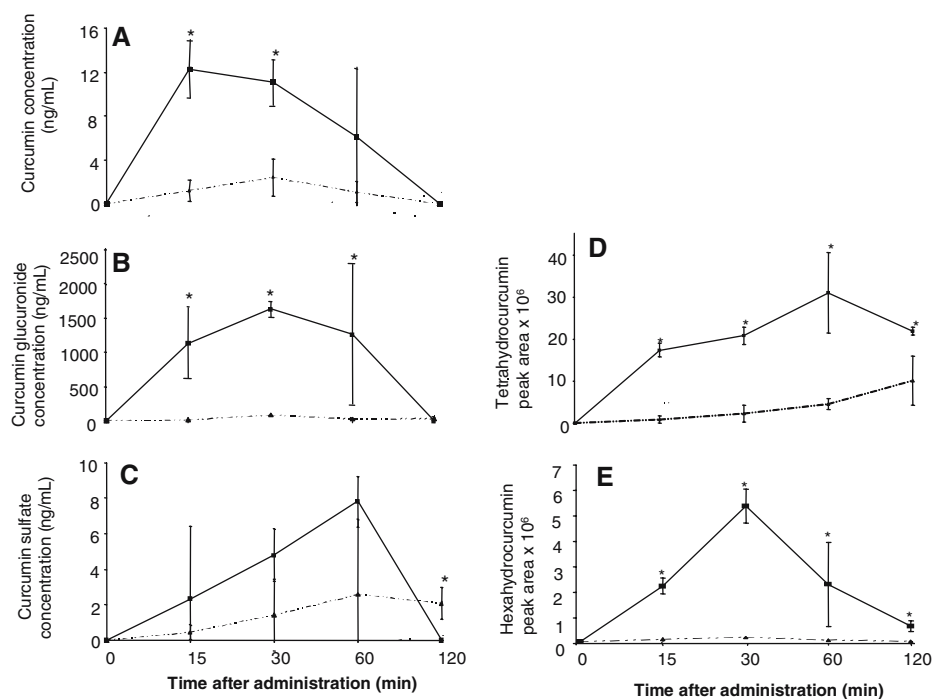 A
Curcumin concentration
(ng/mL)
16
12
8
4
0
*
*
B
Curcumin glucuronide
concentration (ng/mL)
2500
2000
1500
1000
500
0
*
*
*
C
Curcumin sulfate
concentration (ng/mL)
10
8
6
4
2
0
*
0 15 30 60 120
Time after administration (min)
D
Tetrahydrocurcumin
peak area x 10⁶
40
30
20
10
0
*
*
*
*
E
Hexahydrocurcumin
peak area x 10⁶
7
6
5
4
3
2
1
0
*
*
*
*
0 15 30 60 120
Time after administration (min)